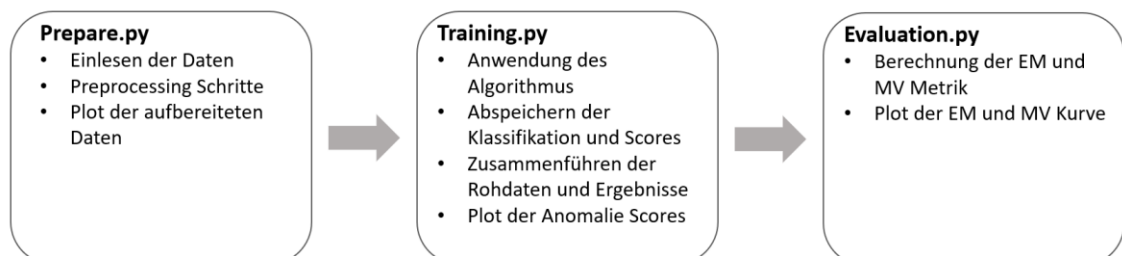 Prepare.py
• Einlesen der Daten
• Preprocessing Schritte
• Plot der aufbereiteten
Daten
Training.py
• Anwendung des
Algorithmus
• Abspeichern der
Klassifikation und Scores
• Zusammenführen der
Rohdaten und Ergebnisse
• Plot der Anomalie Scores
Evaluation.py
• Berechnung der EM und
MV Metrik
• Plot der EM und MV Kurve